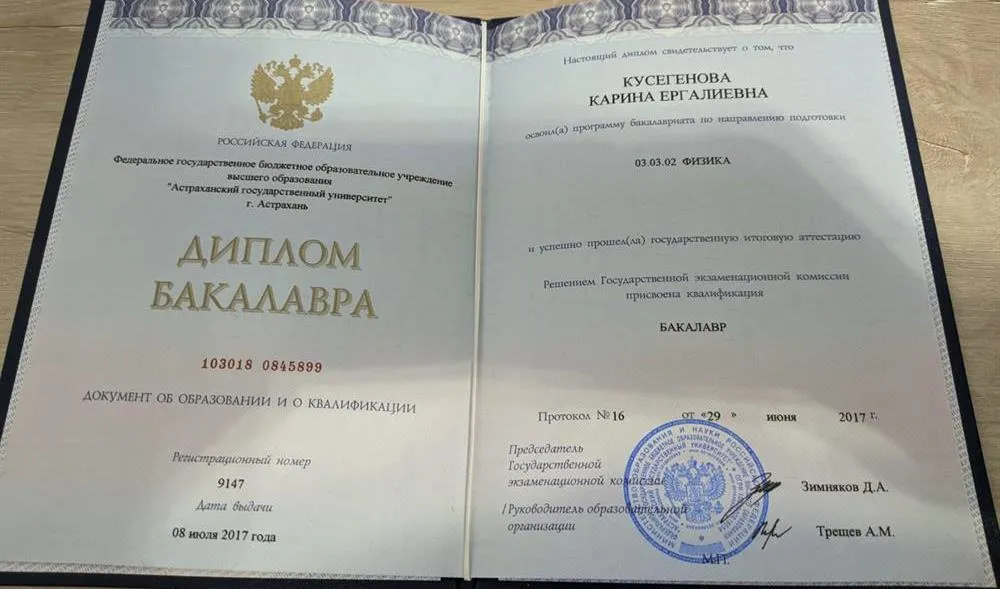 РОССИЙСКАЯ ФЕДЕРАЦИЯ
Федеральное государственное бюджетное образовательное учреждение
высшего образования
"Астраханский государственный университет"
г. Астрахань
ДИПЛОМ
БАКАЛАВРА
103018 0845899
ДОКУМЕНТ ОБ ОБРАЗОВАНИИ И О КВАЛИФИКАЦИИ
Регистрационный номер
9147
Дата выдачи
08 июля 2017 года
Настоящий диплом свидетельствует о том, что
КУСЕГЕНОВА
КАРИНА ЕРГАЛИЕВНА
освоил(а) программу бакалавриата по направлению подготовки
03.03.02 ФИЗИКА
и успешно прошел(ла) государственную итоговую аттестацию
Решением Государственной экзаменационной комиссии
присвоена квалификация
БАКАЛАВР
Протокол № 16 от «29 » июня 2017 г.
Председатель
Государственной
экзаменационной комиссии Зимняков Д.А.
Руководитель образовательной
организации Трещев А.М.
М.П.